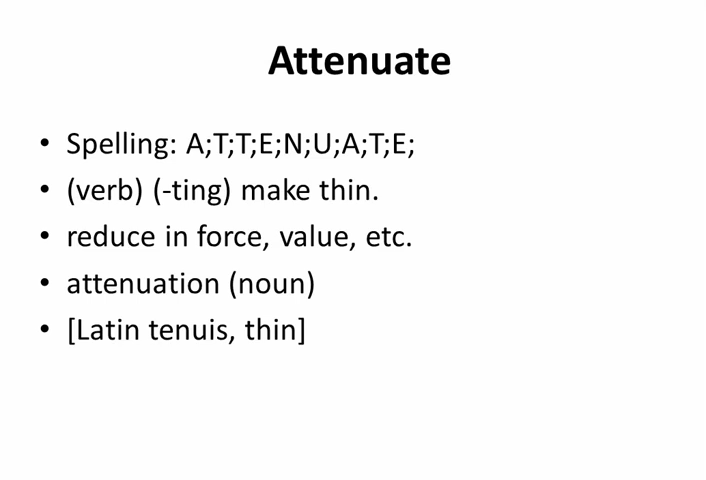 Attenuate
• Spelling: A;T;T;E;N;U;A;T;E;
• (verb) (-ting) make thin.
• reduce in force, value, etc.
• attenuation (noun)
• [Latin tenuis, thin]